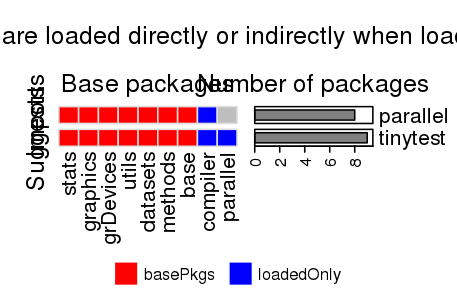 are loaded directly or indirectly when loa
Base packages
Number of packages
parallel
tinytest
stats
graphics
grDevices
utils
datasets
methods
base
compiler
parallel
0 2 4 6 8
basePkgs
loadedOnly